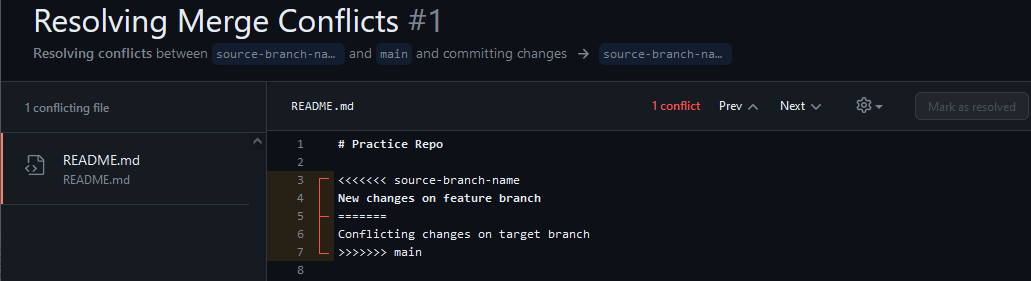 Resolving Merge Conflicts #1
Resolving conflicts between source-branch-na… and main and committing changes → source-branch-na…
1 conflicting file
README.md
README.md
README.md 1 conflict Prev Next Mark as resolved
1 # Practice Repo
2
3 <<<<<<< source-branch-name
4 New changes on feature branch
5 =======
6 Conflicting changes on target branch
7 >>>>>>> main
8